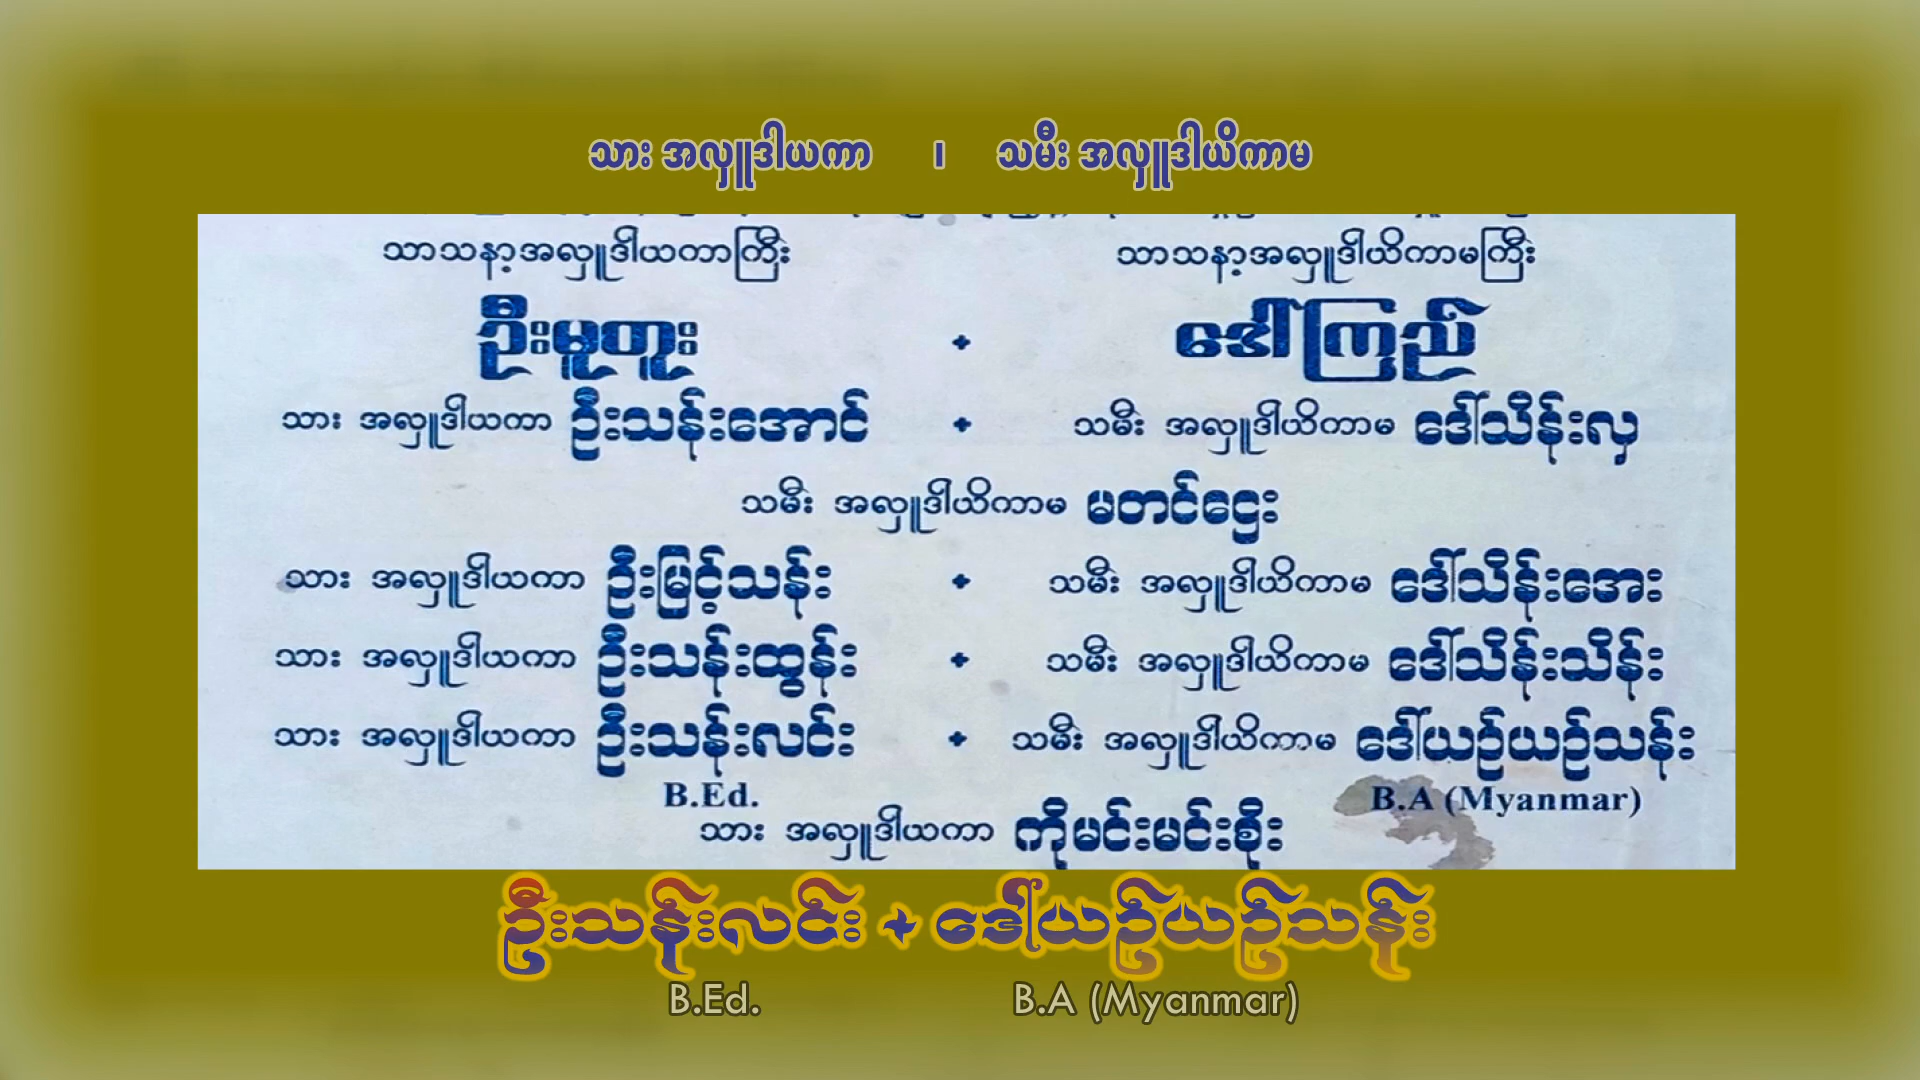 သား အလှူဒါယကာ ၊ သမီး အလှူဒါယိကာမ
သာသနာ့အလှူဒါယကာကြီး သာသနာ့အလှူဒါယိကာမကြီး
ဦးမူတူး + ဒေါ်ကြည်
သား အလှူဒါယကာ ဦးသန်းအောင် + သမီး အလှူဒါယိကာမ ဒေါ်သိန်းလှ
သမီး အလှူဒါယိကာမ မတင်ဌေး
သား အလှူဒါယကာ ဦးမြင့်သန်း + သမီး အလှူဒါယိကာမ ဒေါ်သိန်းအေး
သား အလှူဒါယကာ ဦးသန်းထွန်း + သမီး အလှူဒါယိကာမ ဒေါ်သိန်းသိန်း
သား အလှူဒါယကာ ဦးသန်းလင်း + သမီး အလှူဒါယိကာမ ဒေါ်ယဉ်ယဉ်သန်း
B.Ed. B.A (Myanmar)
သား အလှူဒါယကာ ကိုမင်းမင်းစိုး
ဦးသန်းလင်း + ဒေါ်ယဉ်ယဉ်သန်း
B.Ed. B.A (Myanmar)